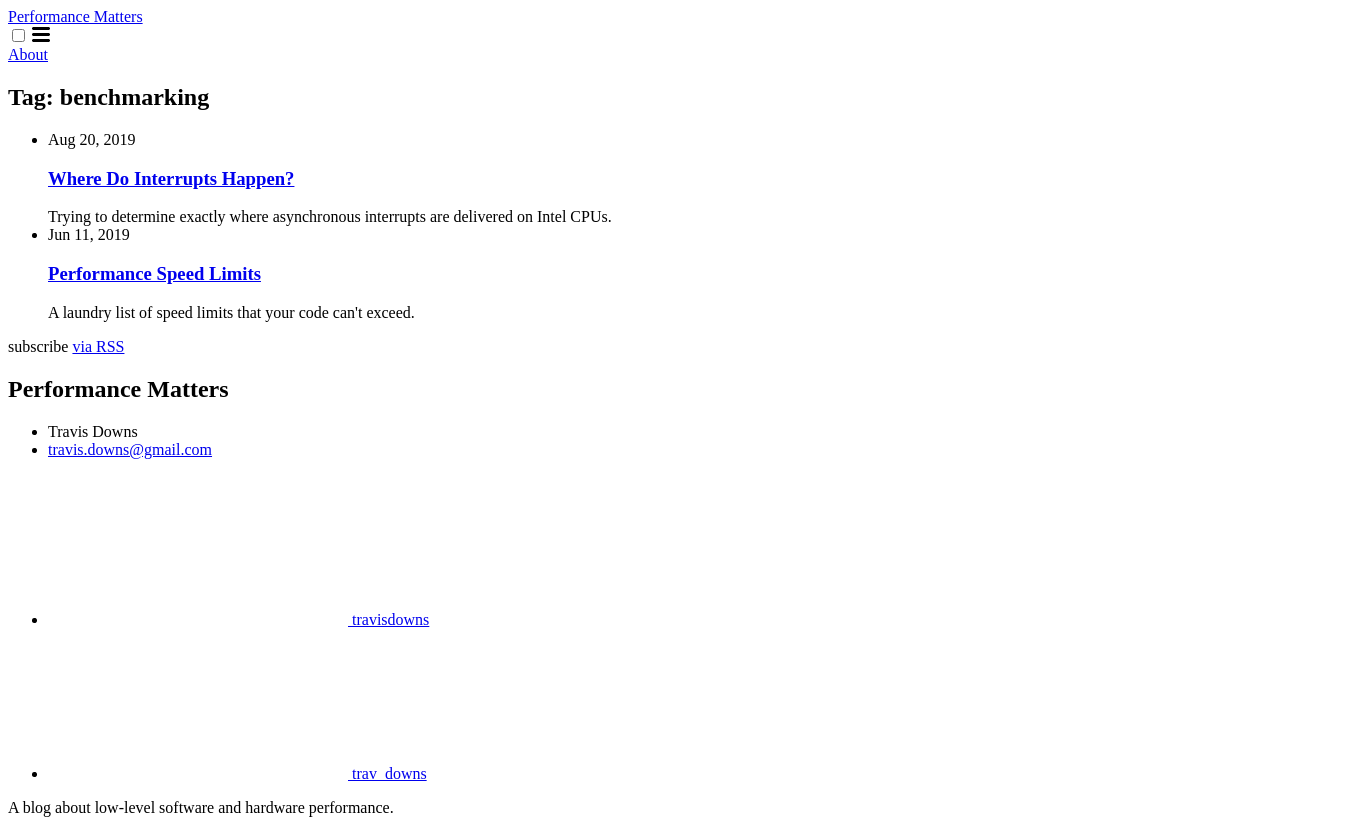 Performance Matters
About
Tag: benchmarking
Aug 20, 2019
Where Do Interrupts Happen?
Trying to determine exactly where asynchronous interrupts are delivered on Intel CPUs.
Jun 11, 2019
Performance Speed Limits
A laundry list of speed limits that your code can't exceed.
subscribe via RSS
Performance Matters
Travis Downs
travis.downs@gmail.com
travisdowns
trav_downs
A blog about low-level software and hardware performance.